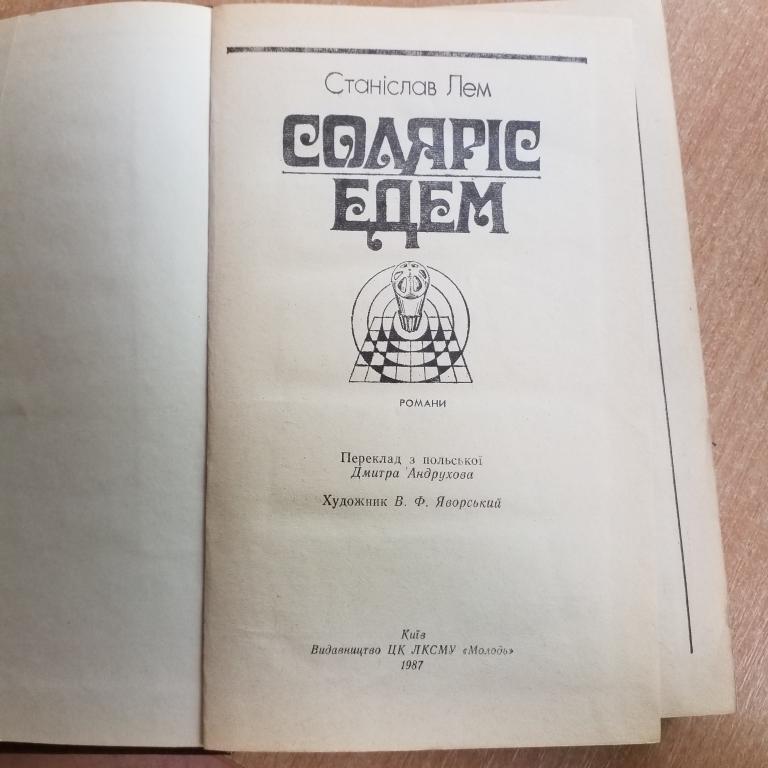 Станіслав Лем
СОЛЯРІС
ЕДЕМ
РОМАНИ
Переклад з польської
Дмитра Андрухова
Художник В. Ф. Яворський
Київ
Видавництво ЦК ЛКСМУ «Молодь»
1987